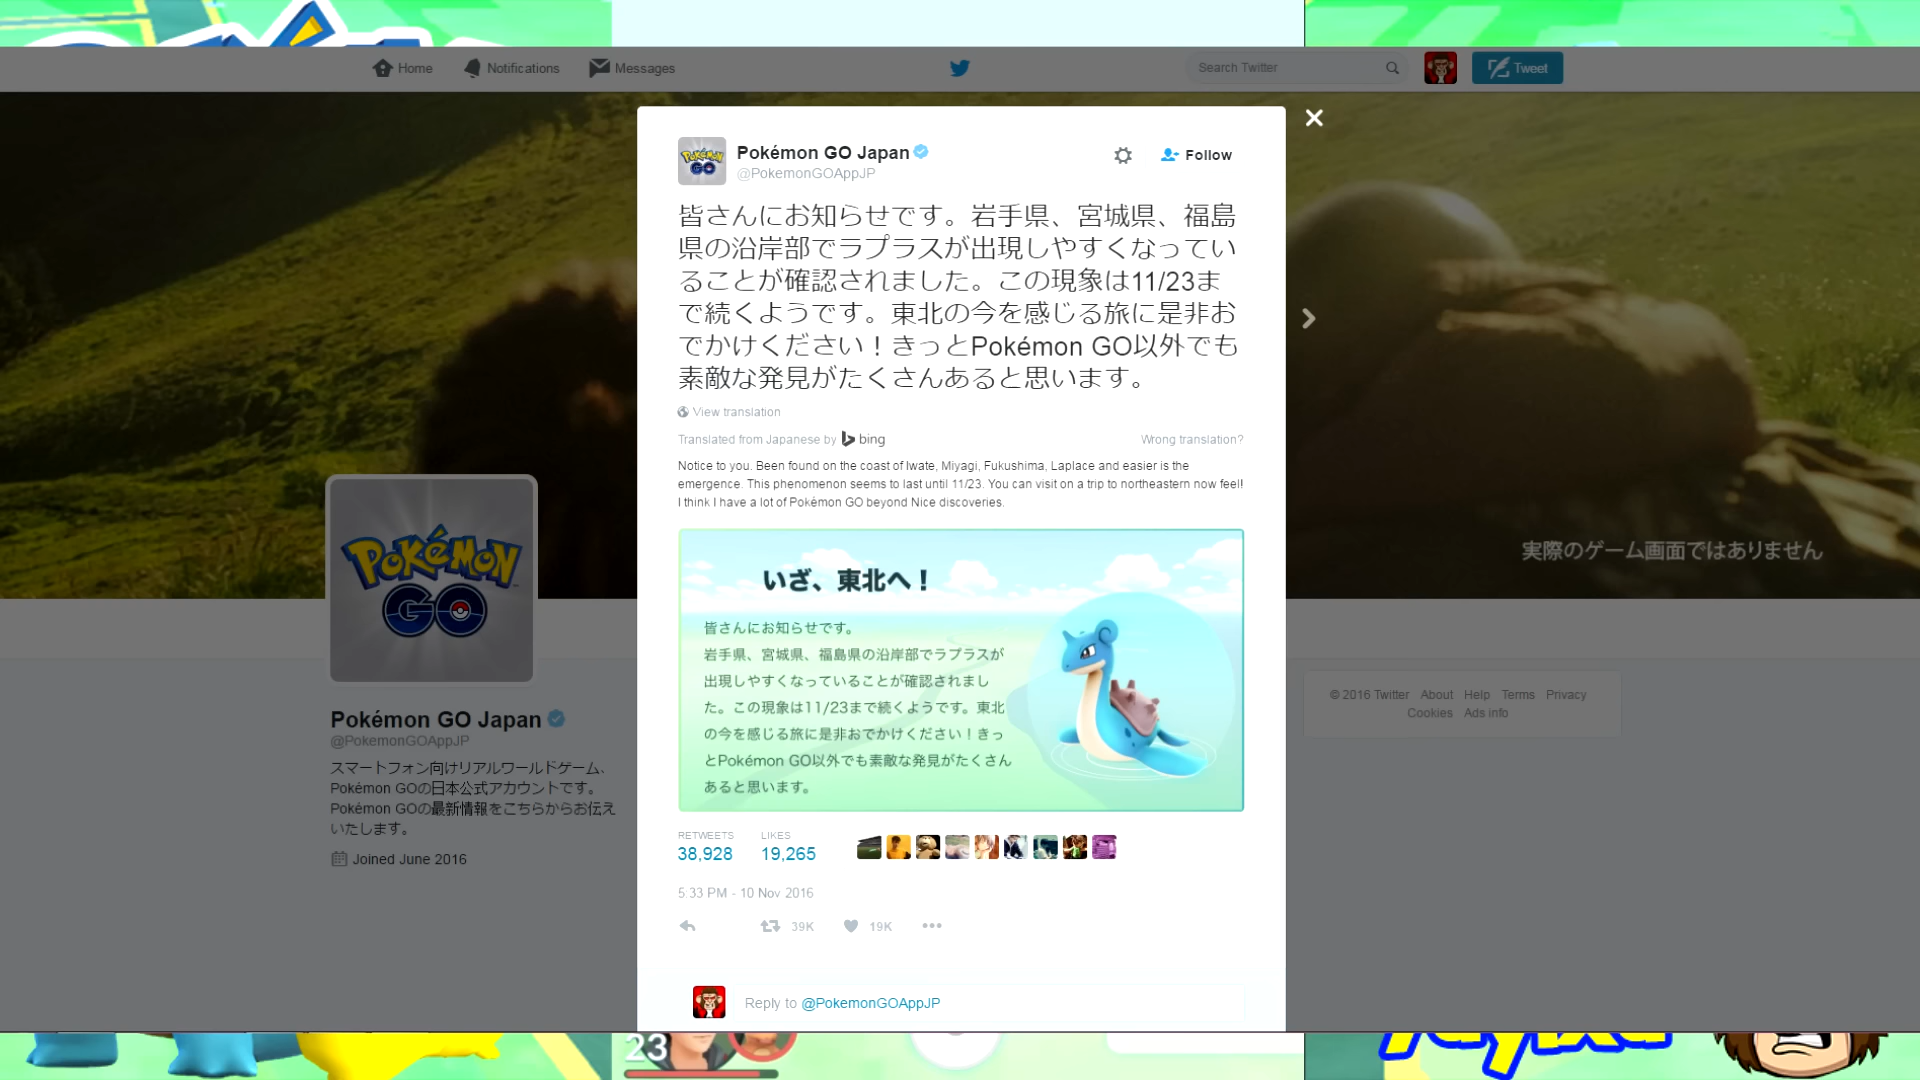 Home
Notifications
Messages
Search Twitter
Tweet
Pokémon GO Japan
@PokemonGOAppJP
Follow
皆さんにお知らせです。岩手県、宮城県、福島
県の沿岸部でラプラスが出現しやすくなってい
ることが確認されました。この現象は11/23ま
で続くようです。東北の今を感じる旅に是非お
でかけください！きっとPokémon GO以外でも
素敵な発見がたくさんあると思います。
View translation
Translated from Japanese by bing
Wrong translation?
Notice to you. Been found on the coast of Iwate, Miyagi, Fukushima, Laplace and easier is the
emergence. This phenomenon seems to last until 11/23. You can visit on a trip to northeastern now feel!
I think I have a lot of Pokémon GO beyond Nice discoveries.
いざ、東北へ！
皆さんにお知らせです。
岩手県、宮城県、福島県の沿岸部でラプラスが
出現しやすくなっていることが確認されまし
た。この現象は11/23まで続くようです。東北
の今を感じる旅に是非おでかけください！きっ
とPokémon GO以外でも素敵な発見がたくさん
あると思います。
RETWEETS
38,928
LIKES
19,265
5:33 PM - 10 Nov 2016
39K
19K
Reply to @PokemonGOAppJP
POKéMON
GO
Pokémon GO Japan
@PokemonGOAppJP
スマートフォン向けリアルワールドゲーム、
Pokémon GOの日本公式アカウントです。
Pokémon GOの最新情報をこちらからお伝え
いたします。
Joined June 2016
実際のゲーム画面ではありません
© 2016 Twitter About Help Terms Privacy
Cookies Ads info
23